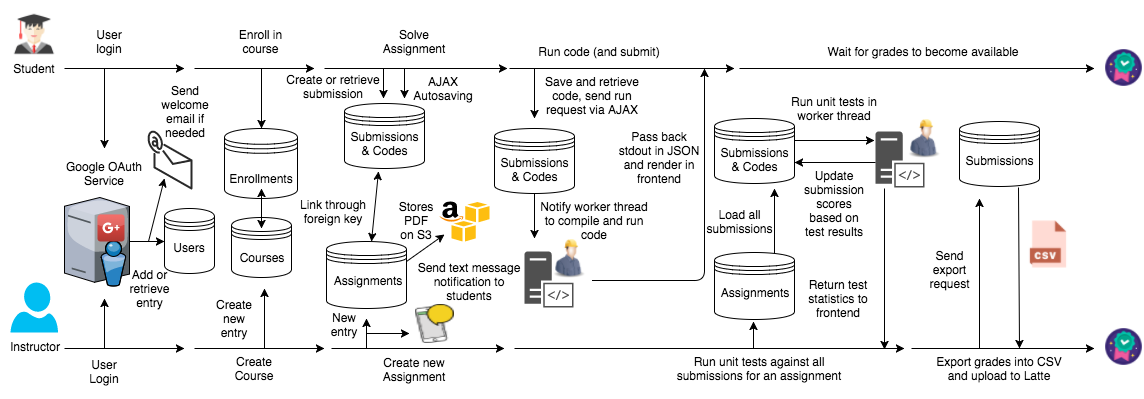 User
login
Enroll in
course
Solve
Assignment
Run code (and submit)
Wait for grades to become available
Student
Send
welcome
email if
needed
@
Create or retrieve
submission
AJAX
Autosaving
Save and retrieve
code, send run
request via AJAX
Run unit tests in
worker thread
Google OAuth
Service
G+
Users
Add or
retrieve
entry
Enrollments
Courses
Submissions
& Codes
Link through
foreign key
Stores
PDF
on S3
a
Assignments
Send text message
notification to
students
Submissions
& Codes
Notify worker thread
to compile and run
code
</>
Pass back
stdout in JSON
and render in
frontend
Submissions
& Codes
</>
Update
submission
scores
based on
test results
Load all
submissions
Assignments
Return test
statistics to
frontend
Submissions
Send
export
request
CSV
Create
new
entry
New
entry
Instructor
User
Login
Create
Course
Create new
Assignment
Run unit tests against all
submissions for an assignment
Export grades into CSV
and upload to Latte